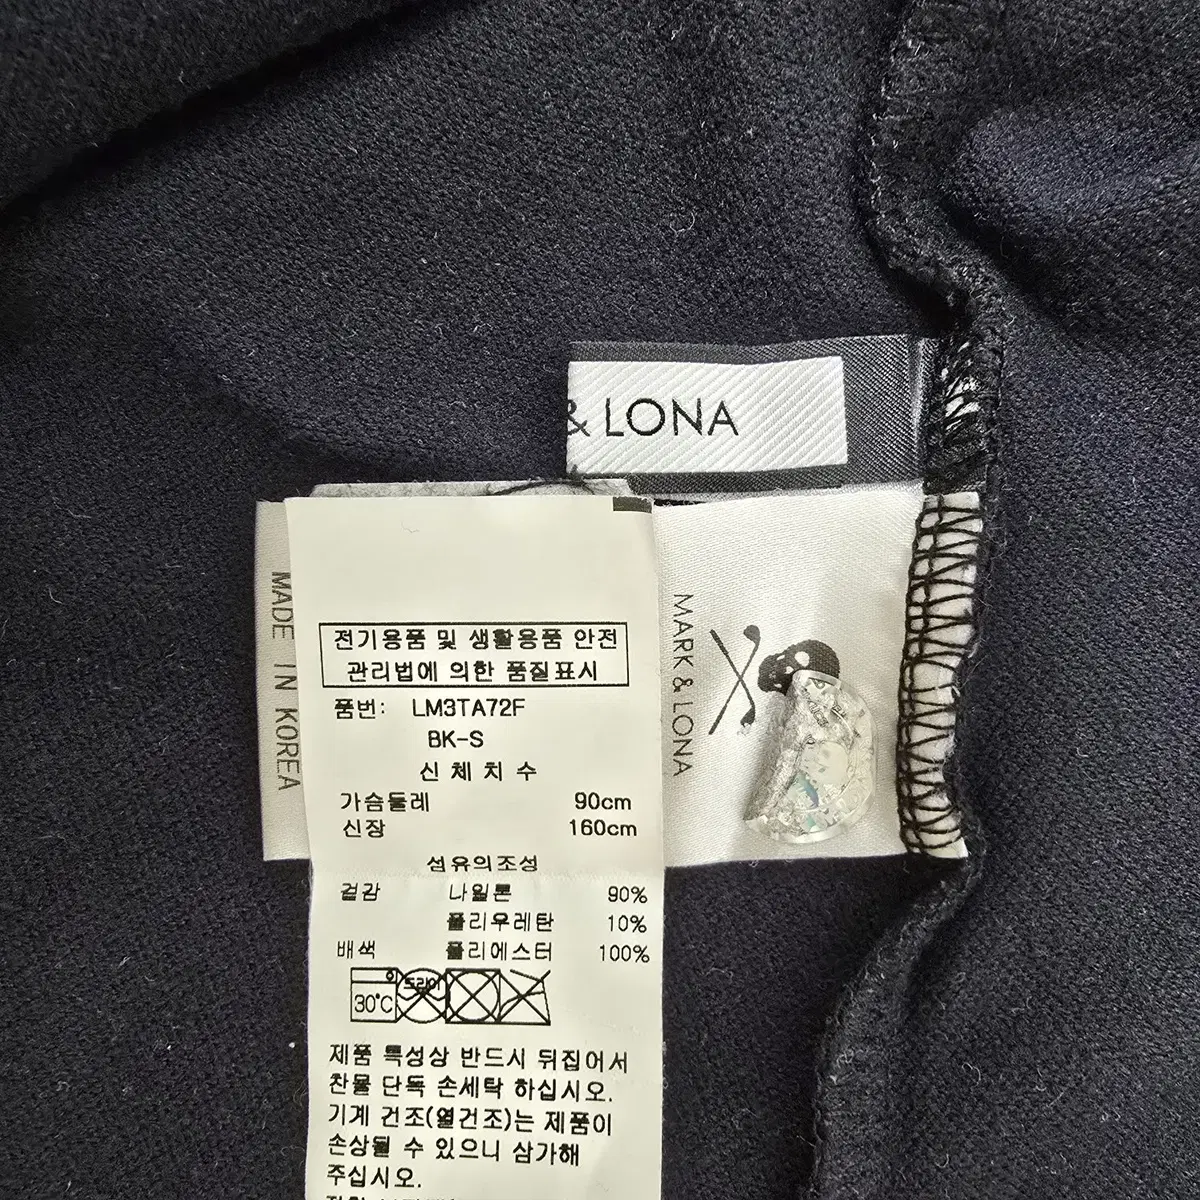 & LONA
MADE IN KOREA
MARK & LONA
전기용품 및 생활용품 안전
관리법에 의한 품질표시
품번: LM3TA72F
BK-S
신체치수
가슴둘레 90cm
신장 160cm
섬유의조성
겉감 나일론 90%
폴리우레탄 10%
배색 폴리에스터 100%
30℃ 드라이
제품 특성상 반드시 뒤집어서
찬물 단독 손세탁 하십시오.
기계 건조(열건조)는 제품이
손상될 수 있으니 삼가해
주십시오.